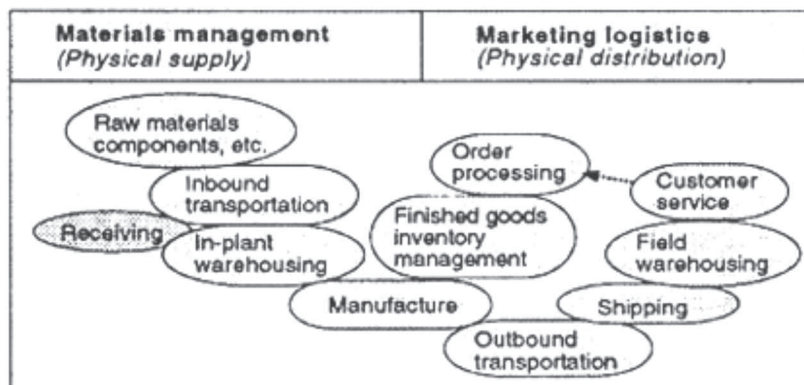 Materials management
(Physical supply)
Marketing logistics
(Physical distribution)
Raw materials
components, etc.
Inbound
transportation
Receiving
In-plant
warehousing
Manufacture
Order
processing
Finished goods
inventory
management
Customer
service
Field
warehousing
Shipping
Outbound
transportation